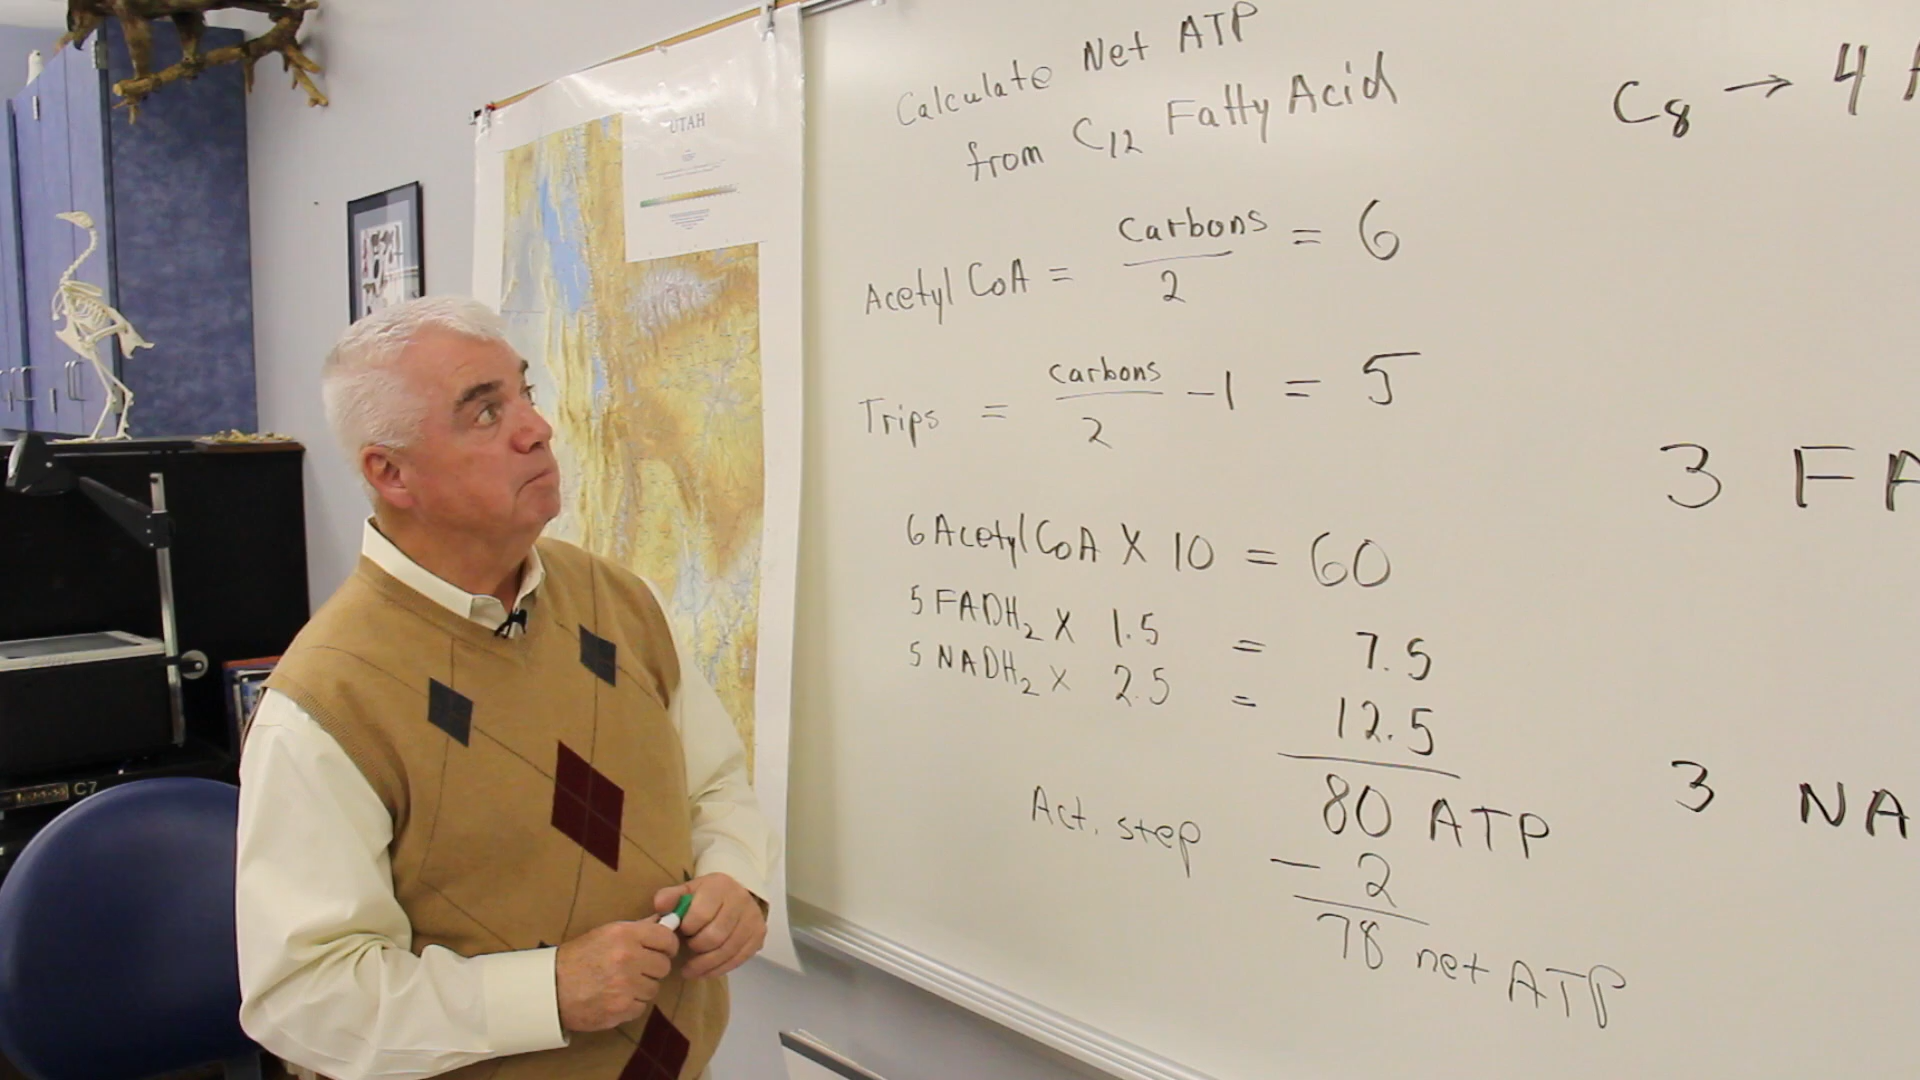 UTAH
Calculate Net ATP
from C12 Fatty Acid
Acetyl CoA = Carbons / 2 = 6
Trips = carbons / 2 - 1 = 5
6 Acetyl CoA X 10 = 60
5 FADH2 X 1.5 = 7.5
5 NADH2 X 2.5 = 12.5
80 ATP
Act. step - 2
78 net ATP
C8 → 4
3 FA
3 NA
C7